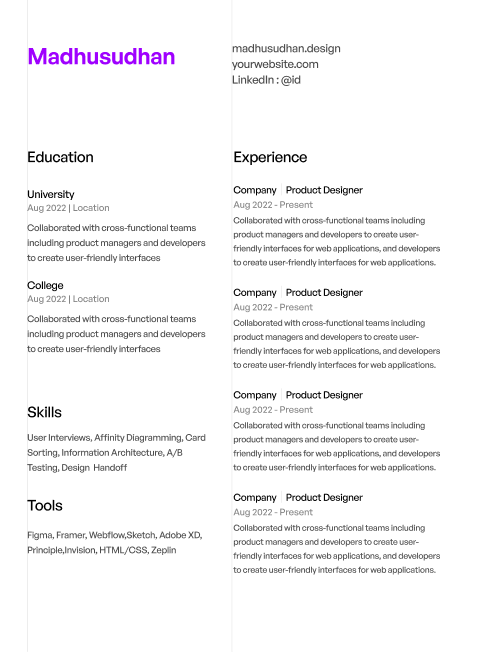 Madhusudhan
madhusudhan.design
yourwebsite.com
LinkedIn : @id
Education
University
Aug 2022 | Location
Collaborated with cross-functional teams
including product managers and developers
to create user-friendly interfaces
College
Aug 2022 | Location
Collaborated with cross-functional teams
including product managers and developers
to create user-friendly interfaces
Skills
User Interviews, Affinity Diagramming, Card
Sorting, Information Architecture, A/B
Testing, Design Handoff
Tools
Figma, Framer, Webflow,Sketch, Adobe XD,
Principle,Invision, HTML/CSS, Zeplin
Experience
Company | Product Designer
Aug 2022 - Present
Collaborated with cross-functional teams including
product managers and developers to create user-
friendly interfaces for web applications, and developers
to create user-friendly interfaces for web applications.
Company | Product Designer
Aug 2022 - Present
Collaborated with cross-functional teams including
product managers and developers to create user-
friendly interfaces for web applications, and developers
to create user-friendly interfaces for web applications.
Company | Product Designer
Aug 2022 - Present
Collaborated with cross-functional teams including
product managers and developers to create user-
friendly interfaces for web applications, and developers
to create user-friendly interfaces for web applications.
Company | Product Designer
Aug 2022 - Present
Collaborated with cross-functional teams including
product managers and developers to create user-
friendly interfaces for web applications, and developers
to create user-friendly interfaces for web applications.